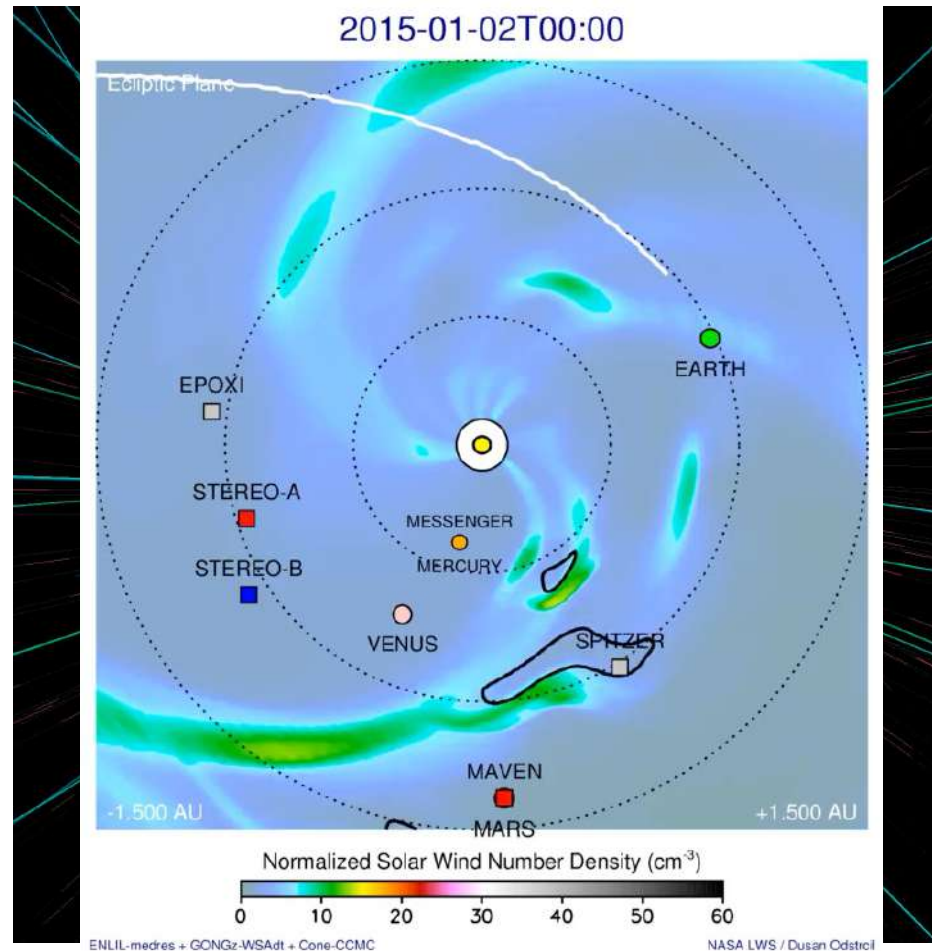 2015-01-02T00:00
Ecliptic Plane
EARTH
EPOXI
STEREO-A
MESSENGER
MERCURY
STEREO-B
VENUS
SPITZER
MAVEN
MARS
-1.500 AU
+1.500 AU
Normalized Solar Wind Number Density (cm⁻³)
0 10 20 30 40 50 60
ENLIL-medres + GONGz-WSAdt + Cone-CCMC
NASA LWS / Dusan Odstrcil